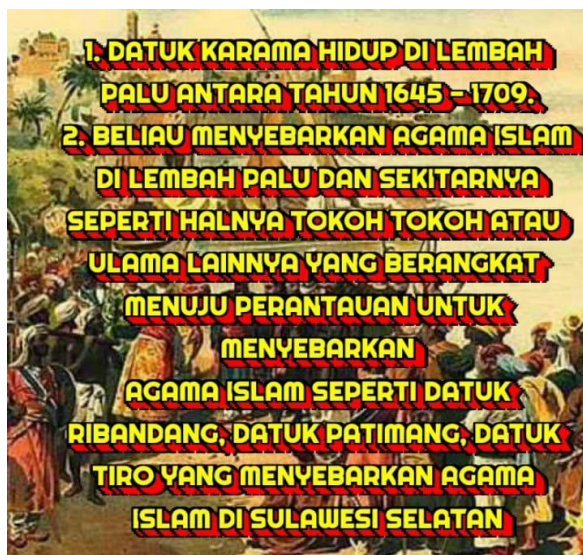 1. DATUK KARAMA HIDUP DI LEMBAH
PALU ANTARA TAHUN 1645 – 1709.
2. BELIAU MENYEBARKAN AGAMA ISLAM
DI LEMBAH PALU DAN SEKITARNYA
SEPERTI HALNYA TOKOH TOKOH ATAU
ULAMA LAINNYA YANG BERANGKAT
MENUJU PERANTAUAN UNTUK
MENYEBARKAN
AGAMA ISLAM SEPERTI DATUK
RIBANDANG, DATUK PATIMANG, DATUK
TIRO YANG MENYEBARKAN AGAMA
ISLAM DI SULAWESI SELATAN